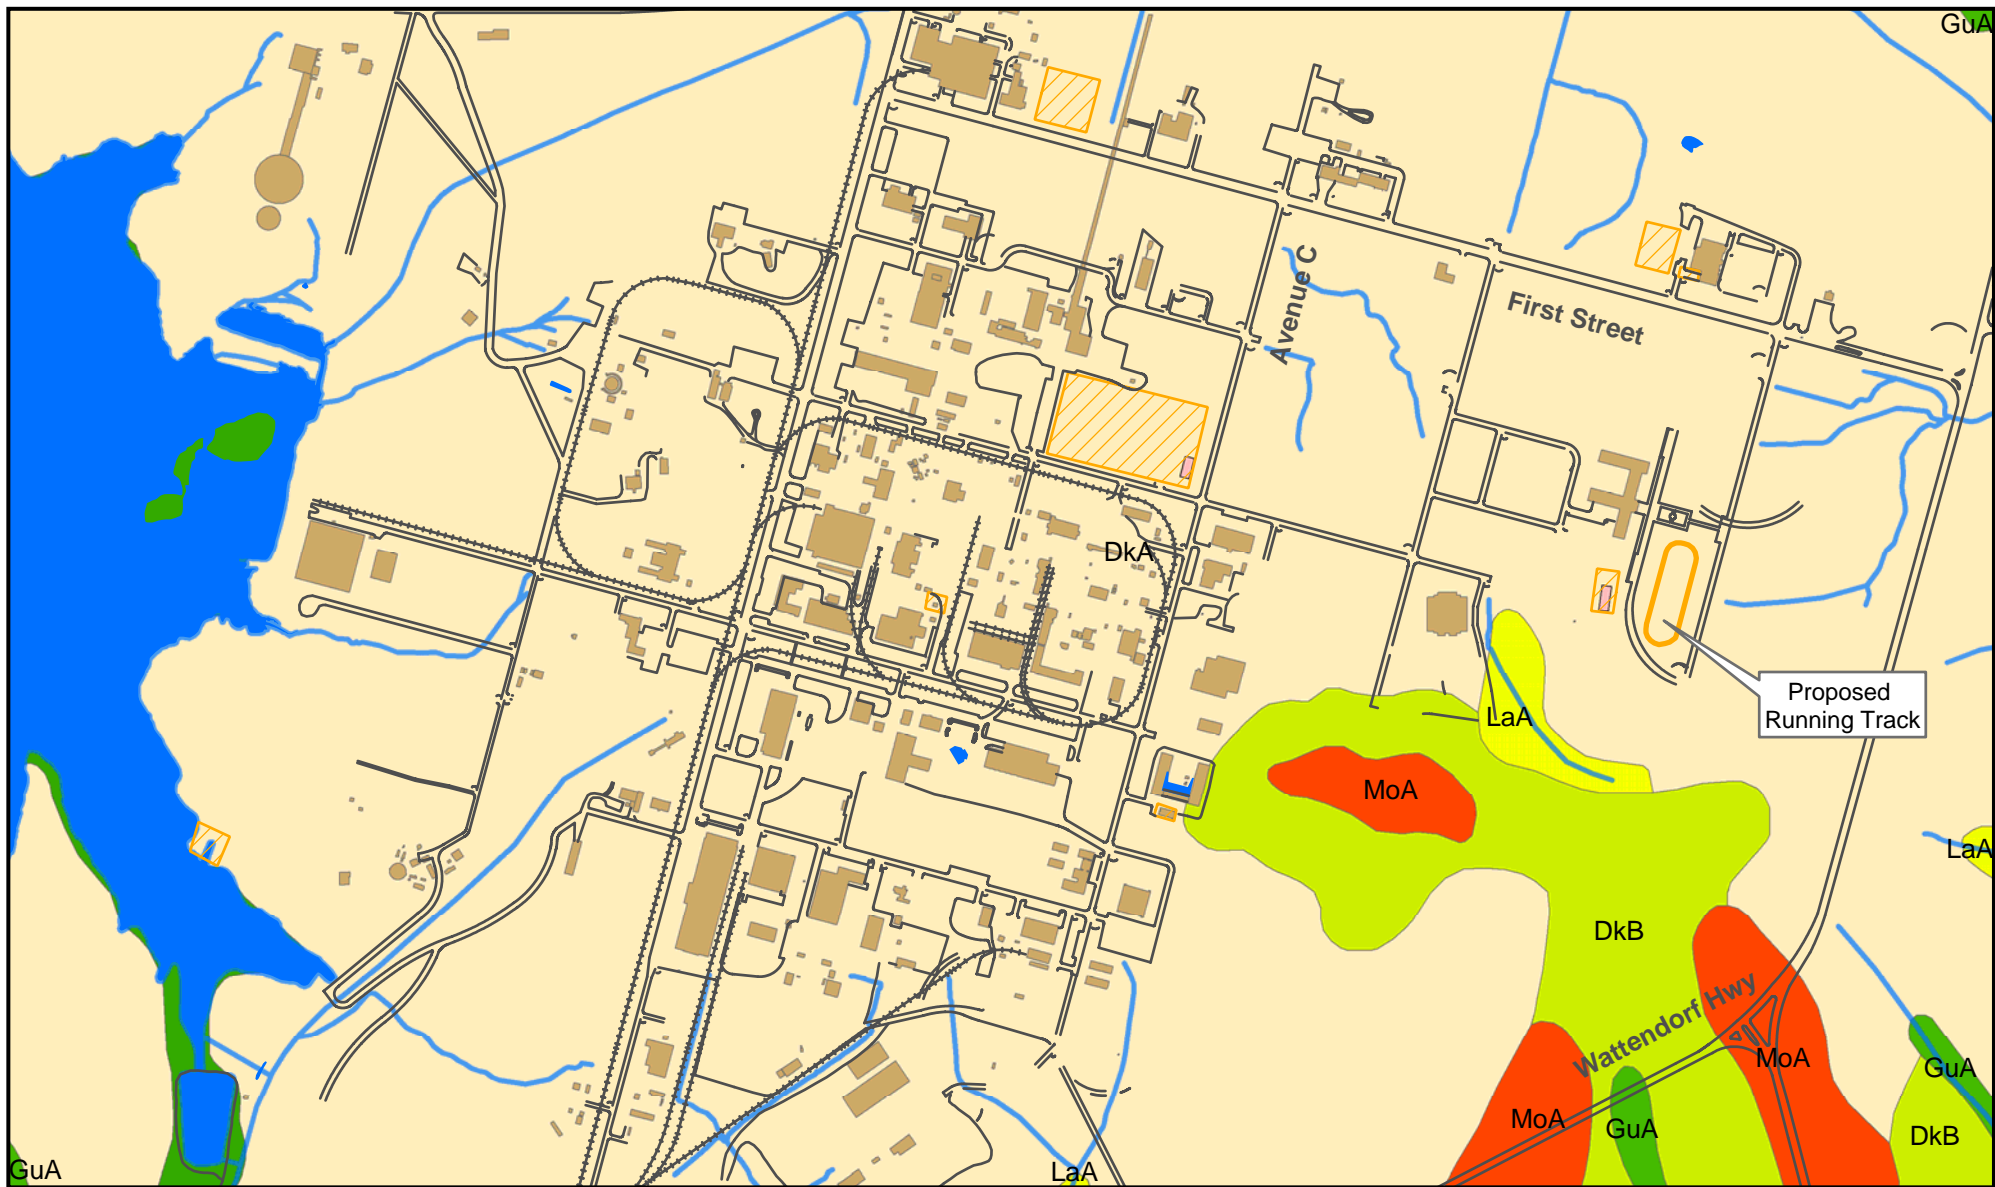 GuA
Avenue C
First Street
DkA
Proposed
Running Track
LaA
MoA
LaA
DkB
Wattendorf Hwy
MoA
GuA
MoA
GuA
DkB
GuA
LaA